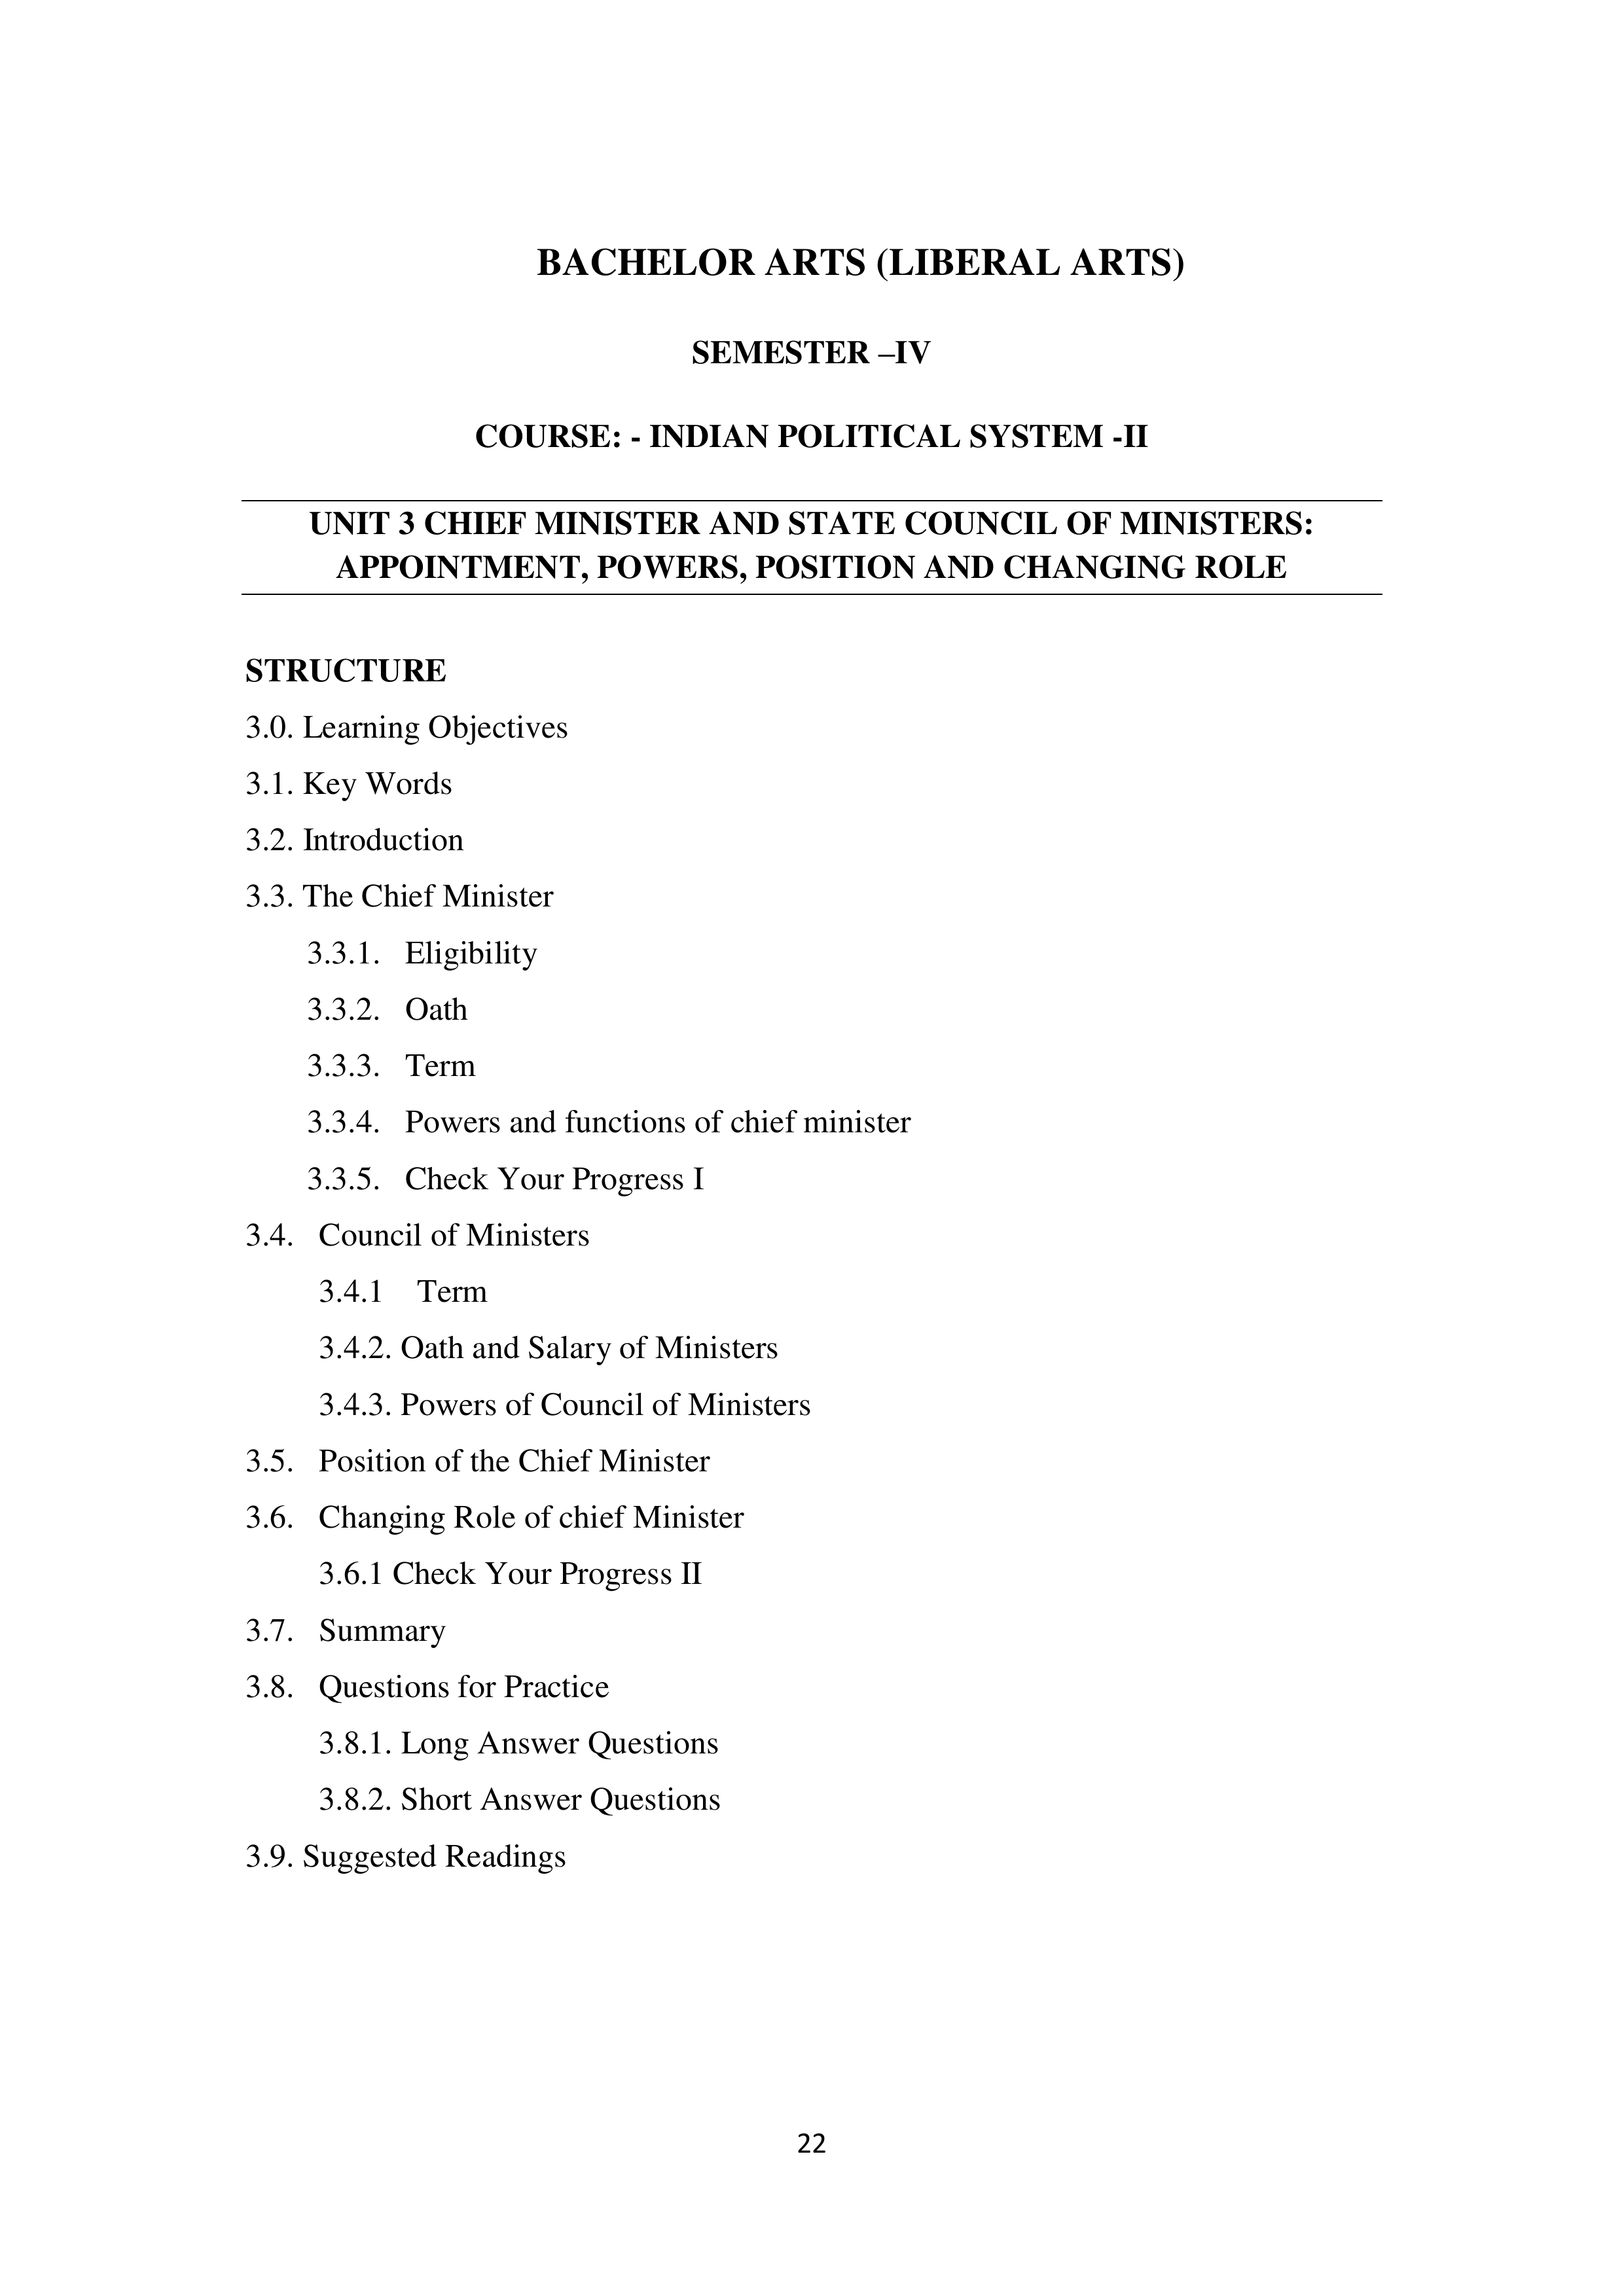 BACHELOR ARTS (LIBERAL ARTS)
SEMESTER –IV
COURSE: - INDIAN POLITICAL SYSTEM -II
UNIT 3 CHIEF MINISTER AND STATE COUNCIL OF MINISTERS:
APPOINTMENT, POWERS, POSITION AND CHANGING ROLE
STRUCTURE
3.0. Learning Objectives
3.1. Key Words
3.2. Introduction
3.3. The Chief Minister
3.3.1. Eligibility
3.3.2. Oath
3.3.3. Term
3.3.4. Powers and functions of chief minister
3.3.5. Check Your Progress I
3.4. Council of Ministers
3.4.1 Term
3.4.2. Oath and Salary of Ministers
3.4.3. Powers of Council of Ministers
3.5. Position of the Chief Minister
3.6. Changing Role of chief Minister
3.6.1 Check Your Progress II
3.7. Summary
3.8. Questions for Practice
3.8.1. Long Answer Questions
3.8.2. Short Answer Questions
3.9. Suggested Readings
22